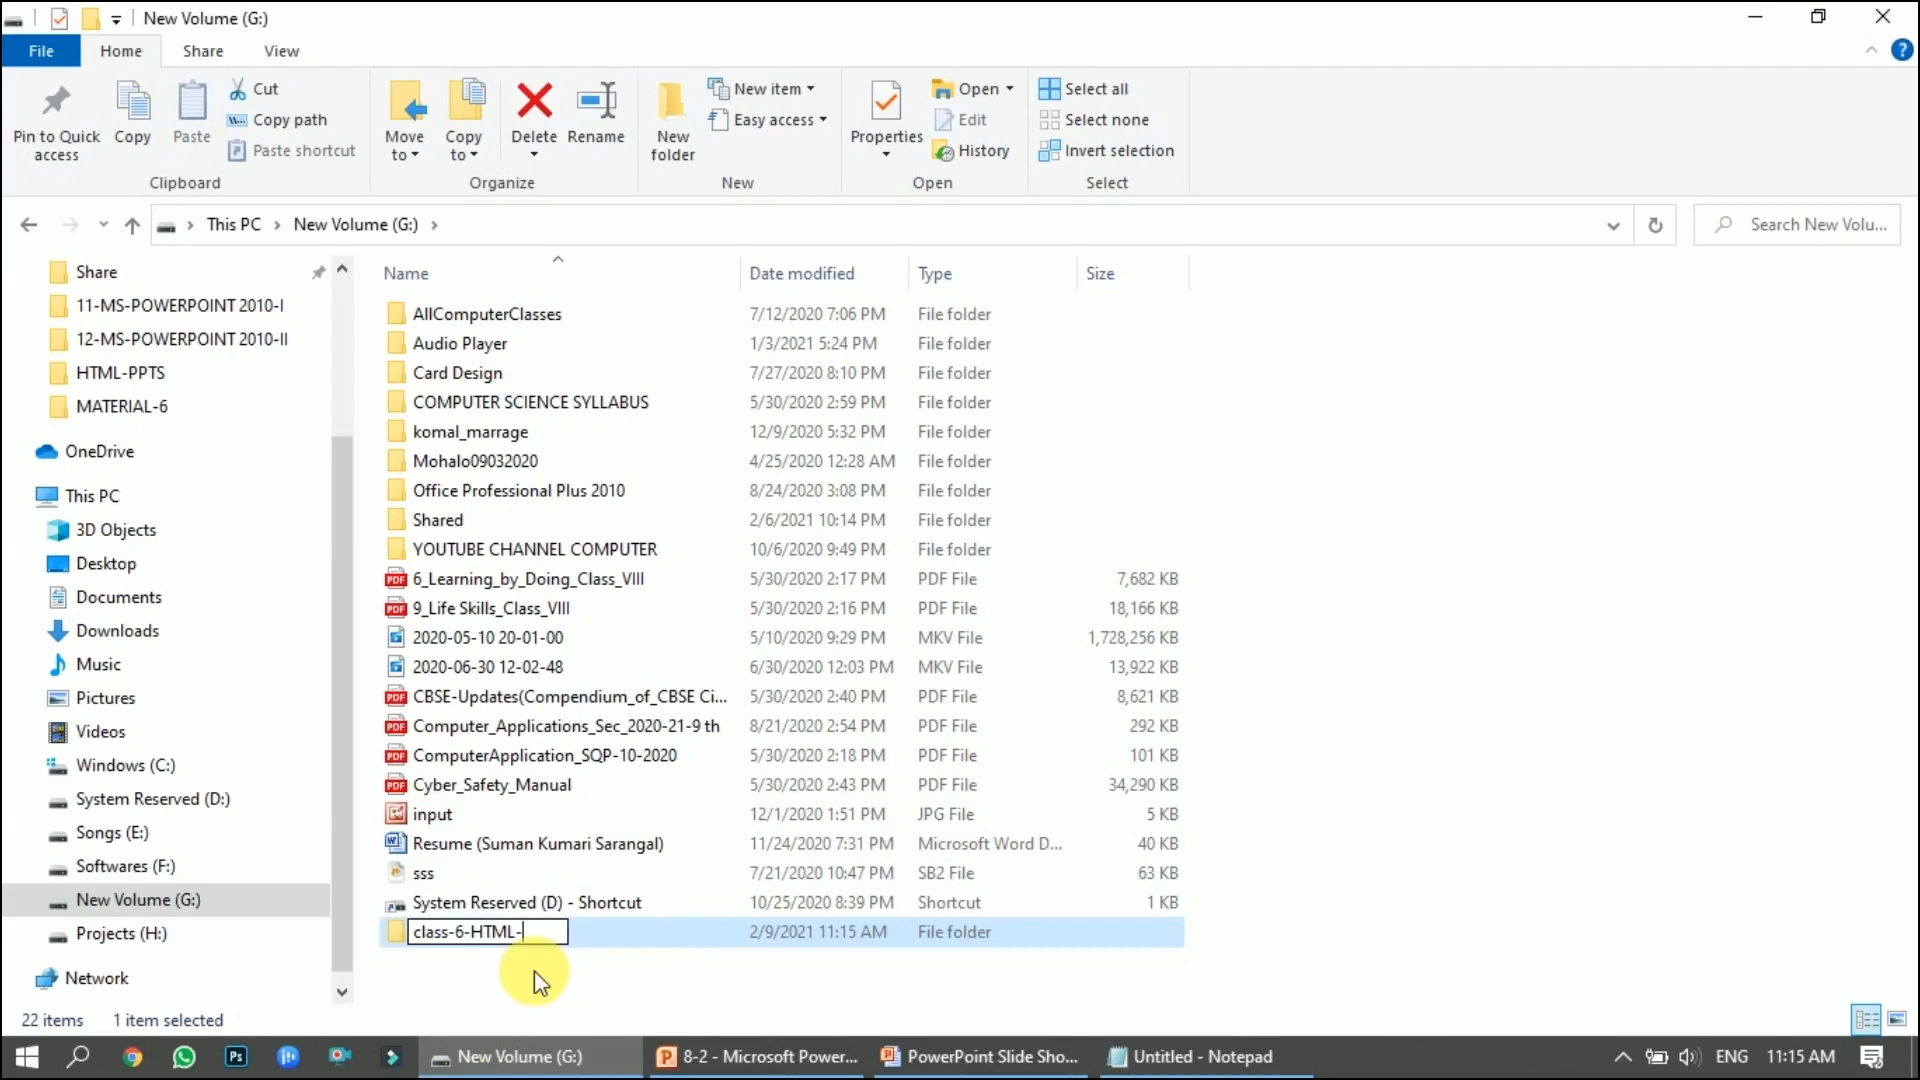 New Volume (G:)
File Home Share View
Pin to Quick access
Copy
Paste
Cut
Copy path
Paste shortcut
Clipboard
Move to
Copy to
Delete
Rename
Organize
New folder
New item
Easy access
New
Properties
Open
Edit
History
Open
Select all
Select none
Invert selection
Select
This PC > New Volume (G:) >
Search New Volu...
Share
11-MS-POWERPOINT 2010-I
12-MS-POWERPOINT 2010-II
HTML-PPTS
MATERIAL-6
OneDrive
This PC
3D Objects
Desktop
Documents
Downloads
Music
Pictures
Videos
Windows (C:)
System Reserved (D:)
Songs (E:)
Softwares (F:)
New Volume (G:)
Projects (H:)
Network
Name Date modified Type Size
AllComputerClasses 7/12/2020 7:06 PM File folder
Audio Player 1/3/2021 5:24 PM File folder
Card Design 7/27/2020 8:10 PM File folder
COMPUTER SCIENCE SYLLABUS 5/30/2020 2:59 PM File folder
komal_marrage 12/9/2020 5:32 PM File folder
Mohalo09032020 4/25/2020 12:28 AM File folder
Office Professional Plus 2010 8/24/2020 3:08 PM File folder
Shared 2/6/2021 10:14 PM File folder
YOUTUBE CHANNEL COMPUTER 10/6/2020 9:49 PM File folder
6_Learning_by_Doing_Class_VIII 5/30/2020 2:17 PM PDF File 7,682 KB
9_Life Skills_Class_VIII 5/30/2020 2:16 PM PDF File 18,166 KB
2020-05-10 20-01-00 5/10/2020 9:29 PM MKV File 1,728,256 KB
2020-06-30 12-02-48 6/30/2020 12:03 PM MKV File 13,922 KB
CBSE-Updates(Compendium_of_CBSE Ci... 5/30/2020 2:40 PM PDF File 8,621 KB
Computer_Applications_Sec_2020-21-9 th 8/21/2020 2:54 PM PDF File 292 KB
ComputerApplication_SQP-10-2020 5/30/2020 2:18 PM PDF File 101 KB
Cyber_Safety_Manual 5/30/2020 2:43 PM PDF File 34,290 KB
input 12/1/2020 1:51 PM JPG File 5 KB
Resume (Suman Kumari Sarangal) 11/24/2020 7:31 PM Microsoft Word D... 40 KB
sss 7/21/2020 10:47 PM SB2 File 63 KB
System Reserved (D) - Shortcut 10/25/2020 8:39 PM Shortcut 1 KB
class-6-HTML- 2/9/2021 11:15 AM File folder
22 items 1 item selected
New Volume (G:) 8-2 - Microsoft Power... PowerPoint Slide Sho... Untitled - Notepad ENG 11:15 AM